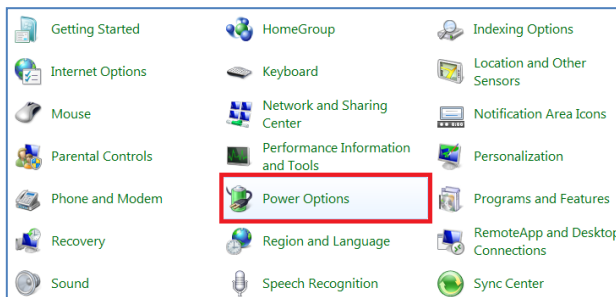 Getting Started
HomeGroup
Indexing Options
Internet Options
Keyboard
Location and Other
Sensors
Mouse
Network and Sharing
Center
Notification Area Icons
Parental Controls
Performance Information
and Tools
Personalization
Phone and Modem
Power Options
Programs and Features
Recovery
Region and Language
RemoteApp and Desktop
Connections
Sound
Speech Recognition
Sync Center